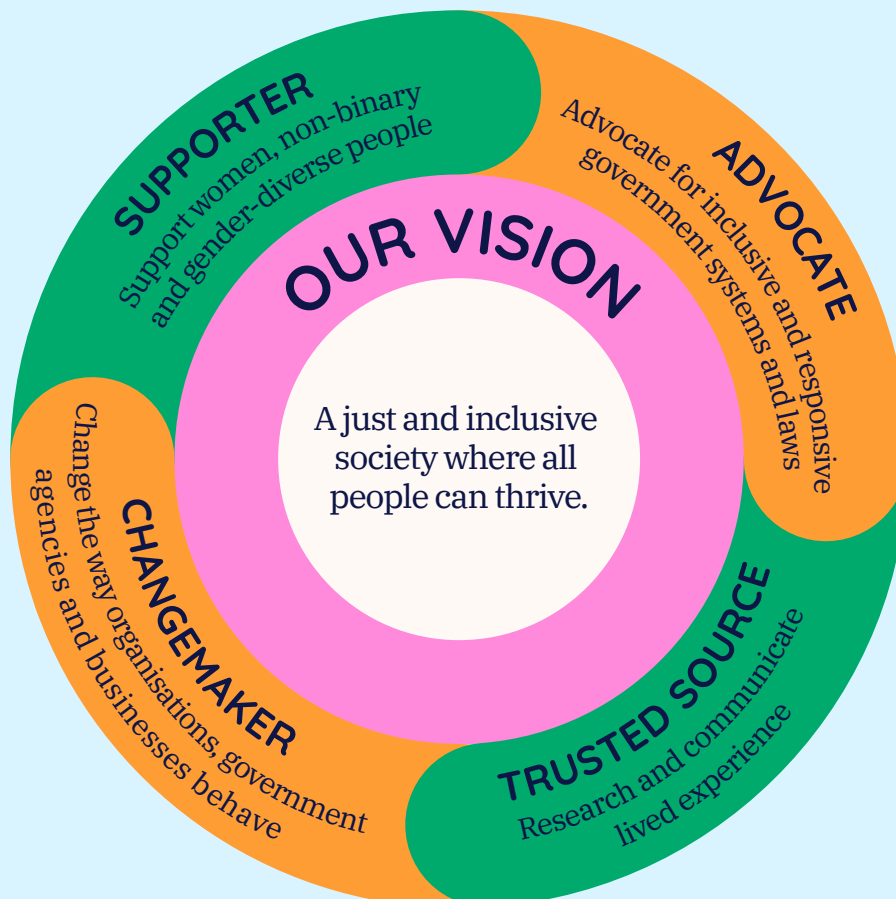 OUR VISION
A just and inclusive
society where all
people can thrive.
SUPPORTER
Support women, non-binary
and gender-diverse people
ADVOCATE
Advocate for inclusive and responsive
government systems and laws
TRUSTED SOURCE
Research and communicate
lived experience
CHANGEMAKER
Change the way organisations, government
agencies and businesses behave